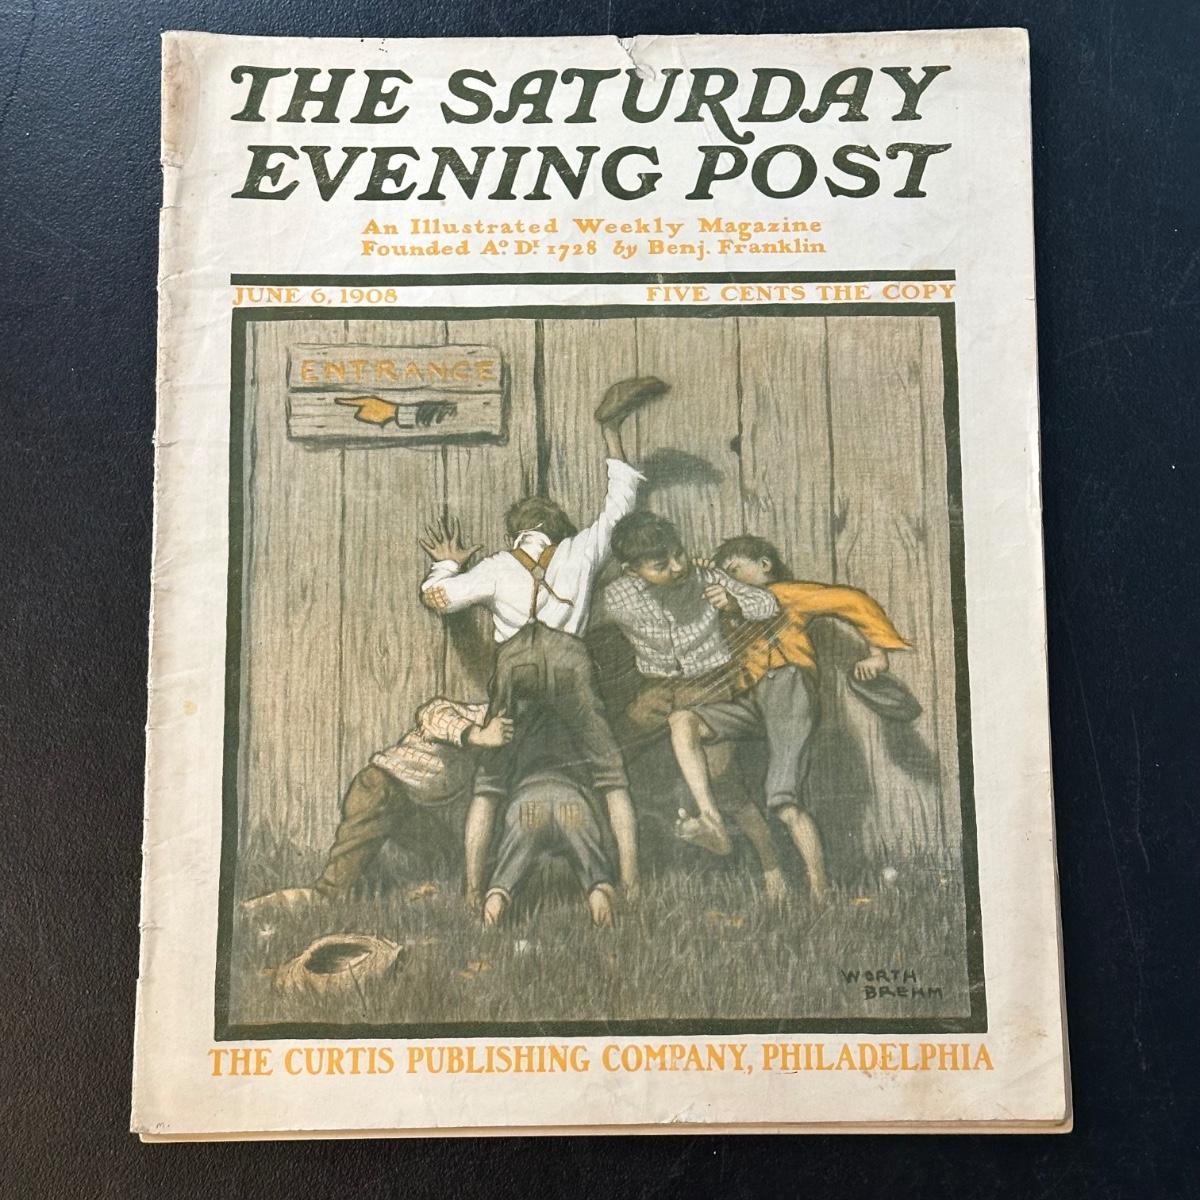 THE SATURDAY
EVENING POST
An Illustrated Weekly Magazine
Founded Aº. Dⁱ. 1728 by Benj. Franklin
JUNE 6, 1908
FIVE CENTS THE COPY
ENTRANCE
WORTH
BREHM
THE CURTIS PUBLISHING COMPANY, PHILADELPHIA
M.